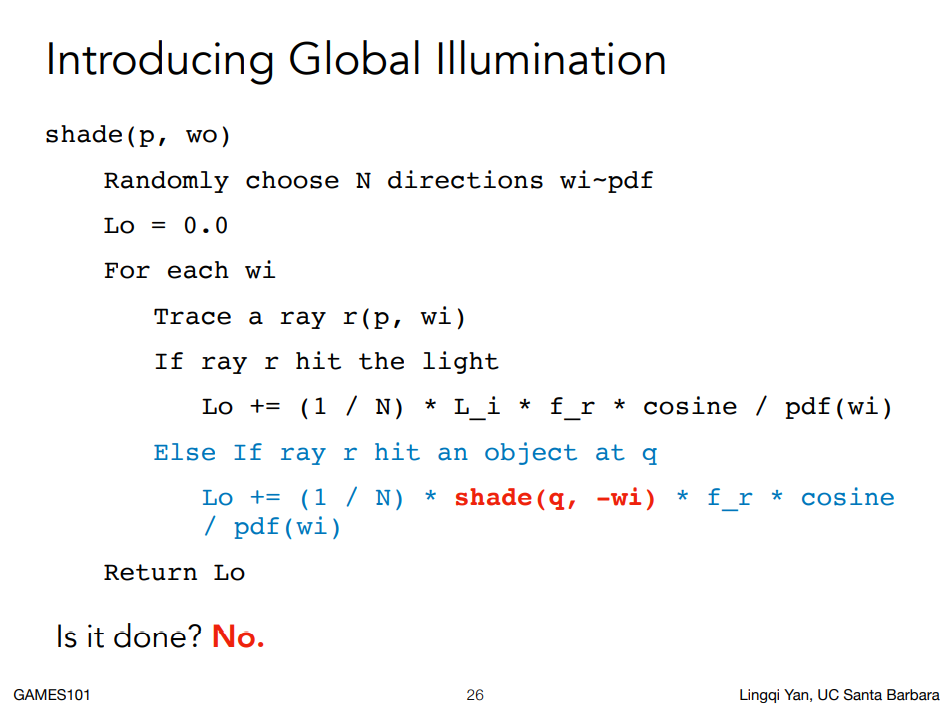 Introducing Global Illumination
shade(p, wo)
Randomly choose N directions wi~pdf
Lo = 0.0
For each wi
Trace a ray r(p, wi)
If ray r hit the light
Lo += (1 / N) * L_i * f_r * cosine / pdf(wi)
Else If ray r hit an object at q
Lo += (1 / N) * shade(q, -wi) * f_r * cosine
/ pdf(wi)
Return Lo
Is it done? No.
GAMES101
26
Lingqi Yan, UC Santa Barbara